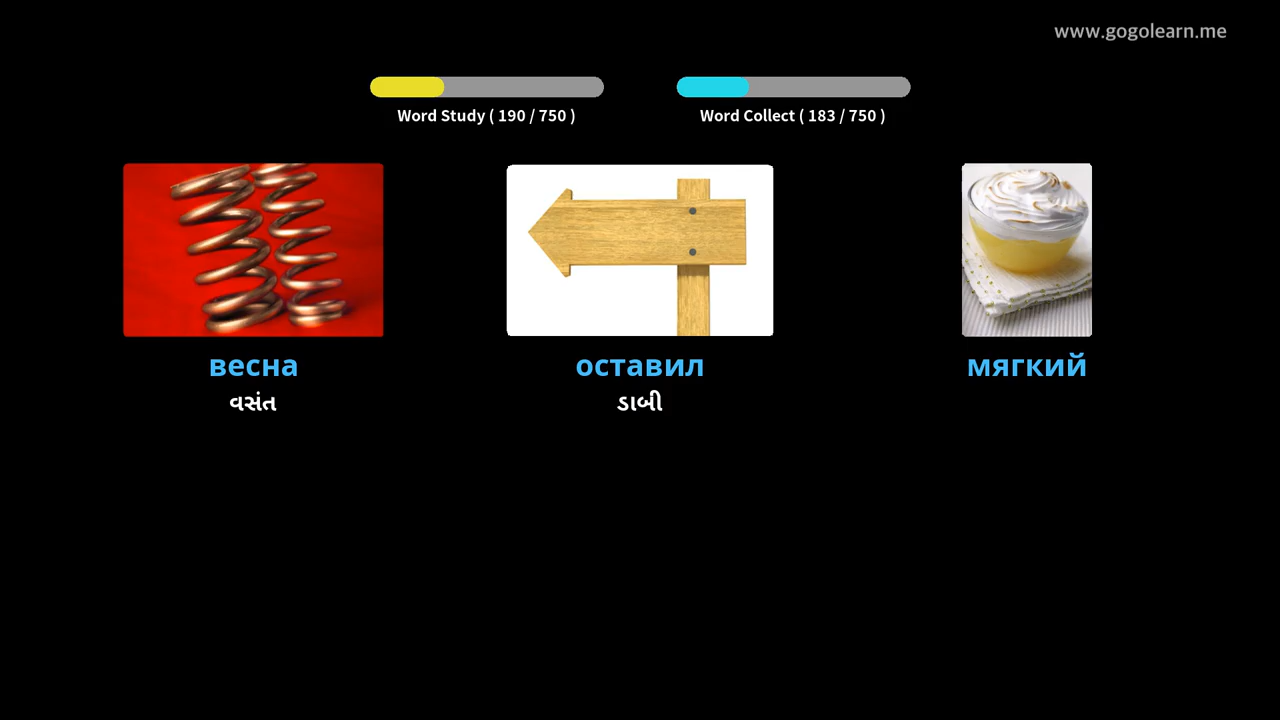 www.gogolearn.me
Word Study ( 190 / 750 )
Word Collect ( 183 / 750 )
весна
оставил
мягкий
વસંત
ડાબી